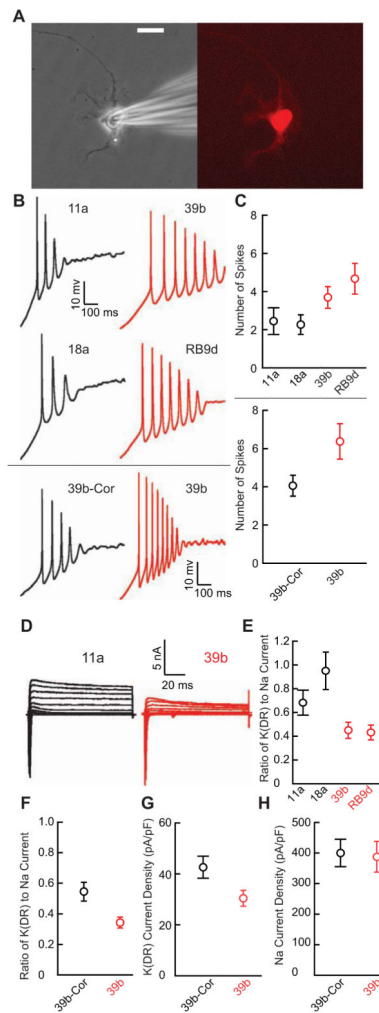 A
B
11a
39b
10 mv
100 ms
18a
RB9d
39b-Cor
39b
10 mv
100 ms
C
Number of Spikes
8
6
4
2
0
11a
18a
39b
RB9d
Number of Spikes
8
6
4
2
0
39b-Cor
39b
D
11a
5 nA
20 ms
39b
E
Ratio of K(DR) to Na Current
1.2
1.0
0.8
0.6
0.4
0.2
0
11a
18a
39b
RB9d
F
Ratio of K(DR) to Na Current
1.0
0.8
0.6
0.4
0.2
0
39b-Cor
39b
G
K(DR) Current Density (pA/pF)
60
40
20
0
39b-Cor
39b
H
Na Current Density (pA/pF)
500
400
300
200
100
0
39b-Cor
39b